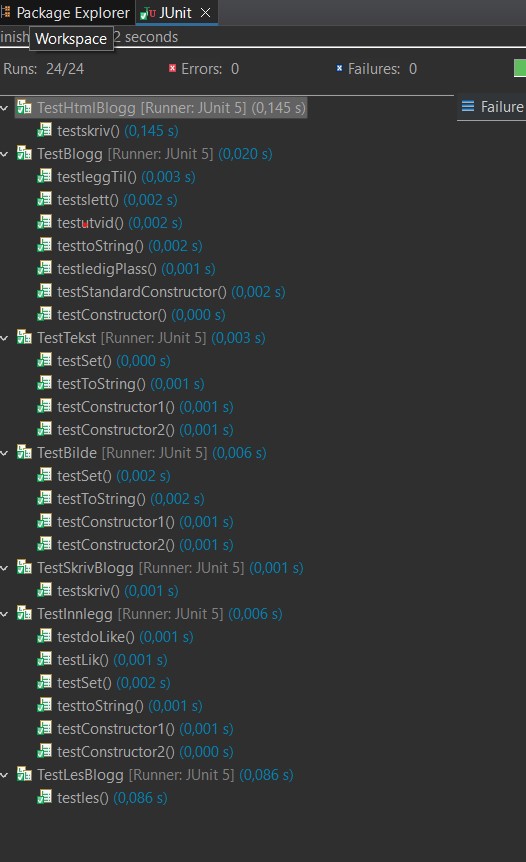 Package Explorer JUnit
inish 2 seconds
Workspace
Runs: 24/24 Errors: 0 Failures: 0
TestHtmlBlogg [Runner: JUnit 5] (0,145 s)
Failure
testskriv() (0,145 s)
TestBlogg [Runner: JUnit 5] (0,020 s)
testleggTil() (0,003 s)
testslett() (0,002 s)
testutvid() (0,002 s)
testtoString() (0,002 s)
testledigPlass() (0,001 s)
testStandardConstructor() (0,002 s)
testConstructor() (0,000 s)
TestTekst [Runner: JUnit 5] (0,003 s)
testSet() (0,000 s)
testToString() (0,001 s)
testConstructor1() (0,001 s)
testConstructor2() (0,001 s)
TestBilde [Runner: JUnit 5] (0,006 s)
testSet() (0,002 s)
testToString() (0,002 s)
testConstructor1() (0,001 s)
testConstructor2() (0,001 s)
TestSkrivBlogg [Runner: JUnit 5] (0,001 s)
testskriv() (0,001 s)
TestInnlegg [Runner: JUnit 5] (0,006 s)
testdoLike() (0,001 s)
testLik() (0,001 s)
testSet() (0,002 s)
testtoString() (0,001 s)
testConstructor1() (0,001 s)
testConstructor2() (0,000 s)
TestLesBlogg [Runner: JUnit 5] (0,086 s)
testles() (0,086 s)